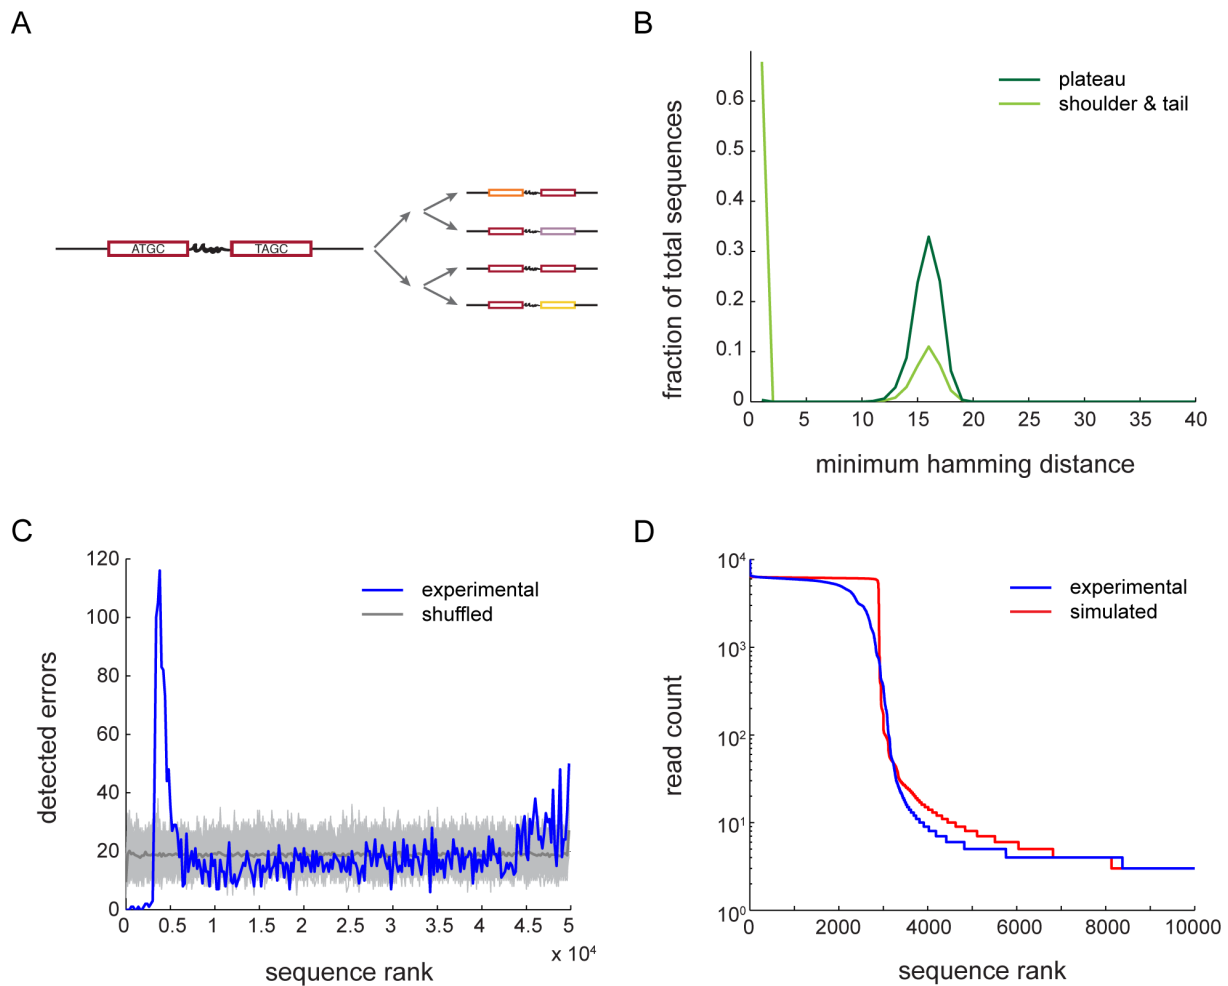 A
ATGC
TAGC
B
fraction of total sequences
0.6
0.5
0.4
0.3
0.2
0.1
0
plateau
shoulder & tail
0 5 10 15 20 25 30 35 40
minimum hamming distance
C
detected errors
120
100
80
60
40
20
0
experimental
shuffled
0 0.5 1 1.5 2 2.5 3 3.5 4 4.5 5
x 10⁴
sequence rank
D
read count
10⁴
10³
10²
10¹
10⁰
experimental
simulated
0 2000 4000 6000 8000 10000
sequence rank